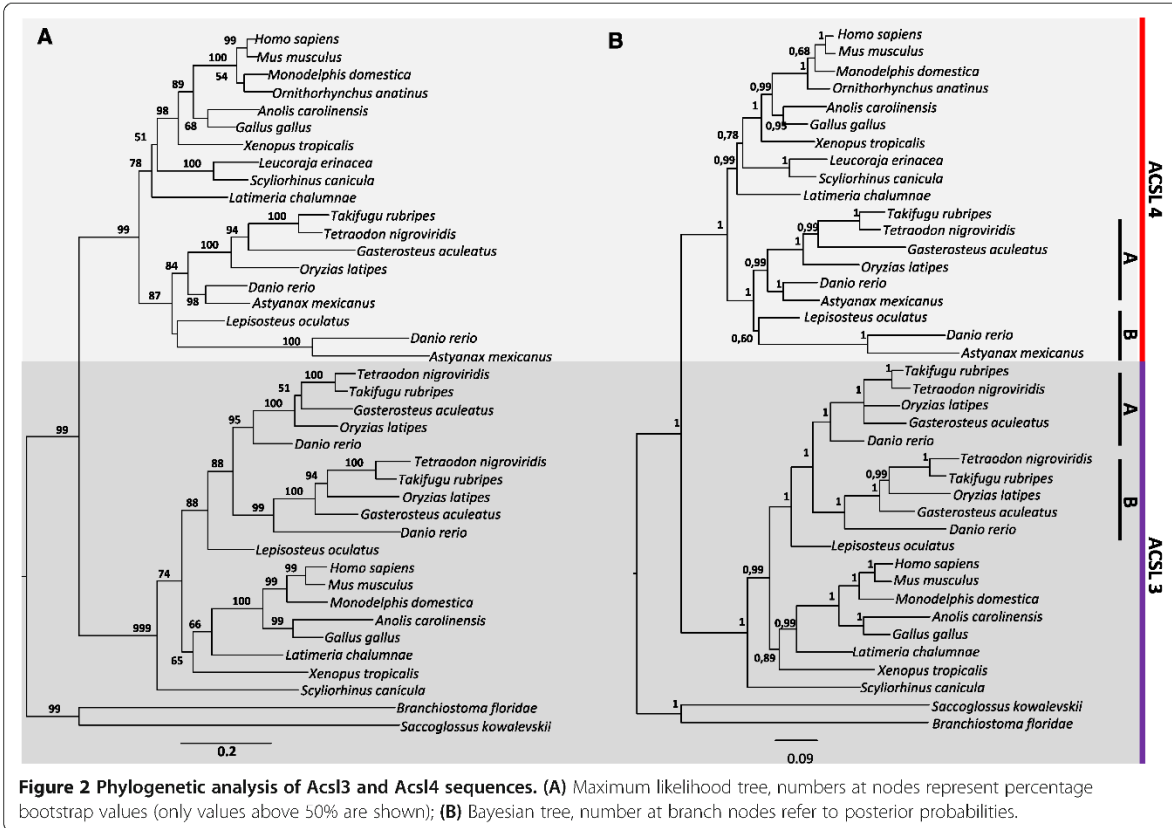 A
99
Homo sapiens
100
Mus musculus
Monodelphis domestica
54
89
Ornithorhynchus anatinus
98
Anolis carolinensis
68
Gallus gallus
51
Xenopus tropicalis
78
100
Leucoraja erinacea
Scyliorhinus canicula
Latimeria chalumnae
99
100
Takifugu rubripes
94
Tetraodon nigroviridis
100
Gasterosteus aculeatus
84
Oryzias latipes
87
98
Danio rerio
Astyanax mexicanus
Lepisosteus oculatus
100
Danio rerio
Astyanax mexicanus
99
100
Tetraodon nigroviridis
51
Takifugu rubripes
100
Gasterosteus aculeatus
95
Oryzias latipes
Danio rerio
88
100
Tetraodon nigroviridis
94
Takifugu rubripes
100
Oryzias latipes
88
99
Gasterosteus aculeatus
Danio rerio
Lepisosteus oculatus
74
99
Homo sapiens
99
Mus musculus
100
Monodelphis domestica
999
66
99
Anolis carolinensis
Gallus gallus
65
Latimeria chalumnae
Xenopus tropicalis
Scyliorhinus canicula
99
Branchiostoma floridae
Saccoglossus kowalevskii
0.2
B
1
Homo sapiens
0,68
Mus musculus
1
Monodelphis domestica
0,99
Ornithorhynchus anatinus
1
Anolis carolinensis
0,95
Gallus gallus
0,78
Xenopus tropicalis
0,99
1
Leucoraja erinacea
Scyliorhinus canicula
Latimeria chalumnae
1
1
Takifugu rubripes
0,99
Tetraodon nigroviridis
1
Gasterosteus aculeatus
0,99
Oryzias latipes
1
1
Danio rerio
Astyanax mexicanus
0,60
Lepisosteus oculatus
1
Danio rerio
Astyanax mexicanus
1
1
Takifugu rubripes
1
Tetraodon nigroviridis
Oryzias latipes
1
Gasterosteus aculeatus
1
Danio rerio
1
Tetraodon nigroviridis
0,99
Takifugu rubripes
1
Oryzias latipes
1
Gasterosteus aculeatus
1
Danio rerio
Lepisosteus oculatus
0,99
1
Homo sapiens
1
Mus musculus
1
Monodelphis domestica
1
0,99
1
Anolis carolinensis
Gallus gallus
0,89
Latimeria chalumnae
Xenopus tropicalis
Scyliorhinus canicula
1
Saccoglossus kowalevskii
Branchiostoma floridae
0.09
ACSL 4
A
B
ACSL 3
A
B
Figure 2 Phylogenetic analysis of Acsl3 and Acsl4 sequences. (A) Maximum likelihood tree, numbers at nodes represent percentage
bootstrap values (only values above 50% are shown); (B) Bayesian tree, number at branch nodes refer to posterior probabilities.